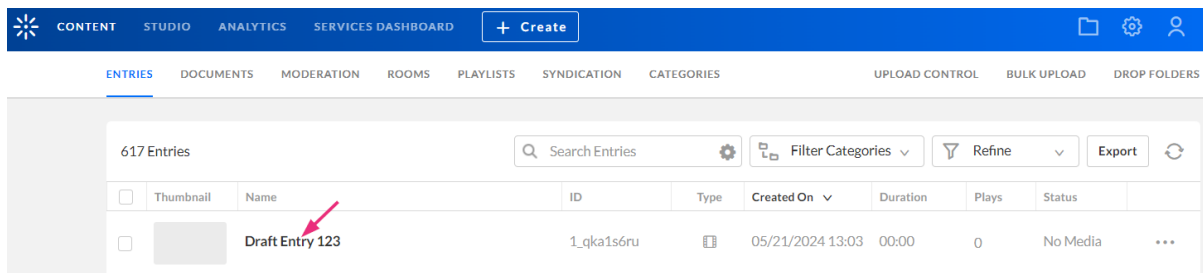 CONTENT STUDIO ANALYTICS SERVICES DASHBOARD + Create
ENTRIES DOCUMENTS MODERATION ROOMS PLAYLISTS SYNDICATION CATEGORIES UPLOAD CONTROL BULK UPLOAD DROP FOLDERS
617 Entries Search Entries Filter Categories Refine Export
Thumbnail Name ID Type Created On Duration Plays Status
Draft Entry 123 1_qka1s6ru 05/21/2024 13:03 00:00 0 No Media